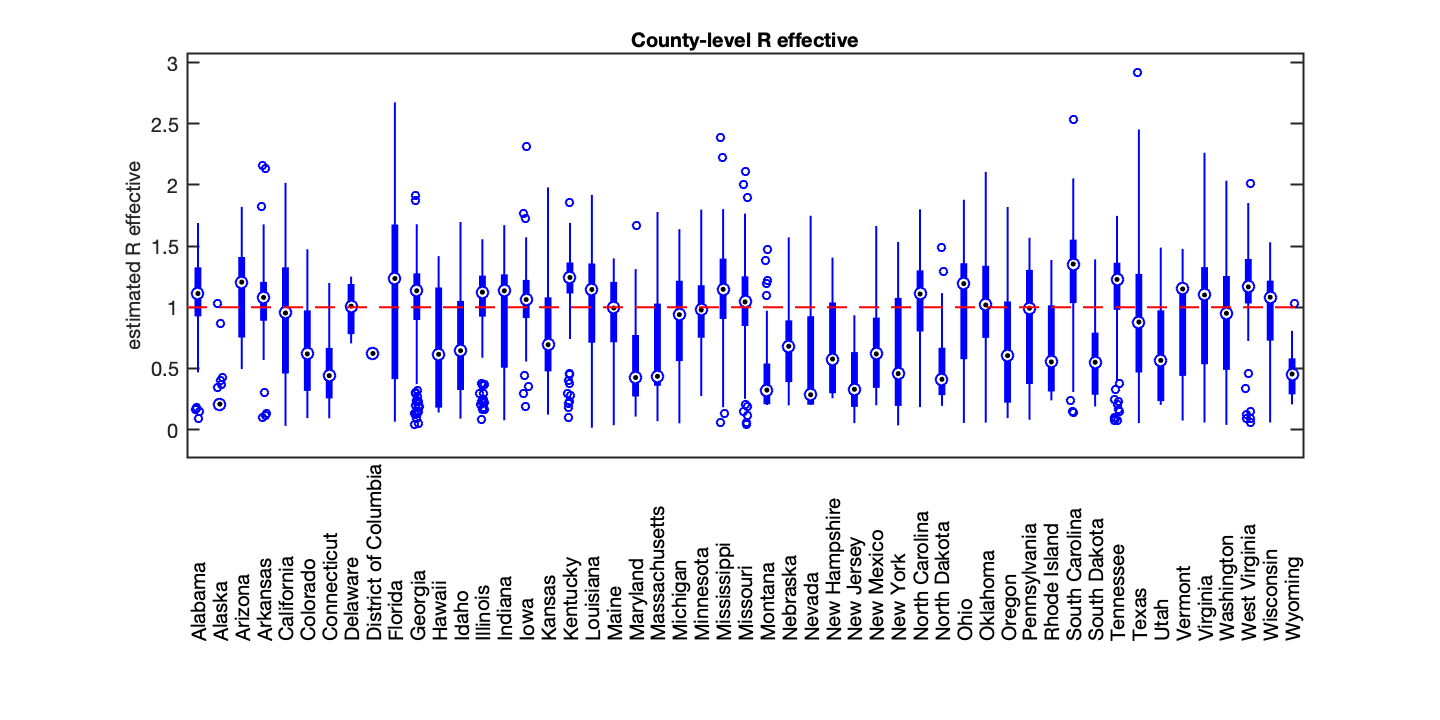 County-level R effective
estimated R effective
3
2.5
2
1.5
1
0.5
0
Alabama
Alaska
Arizona
Arkansas
California
Colorado
Connecticut
Delaware
District of Columbia
Florida
Georgia
Hawaii
Idaho
Illinois
Indiana
Iowa
Kansas
Kentucky
Louisiana
Maine
Maryland
Massachusetts
Michigan
Minnesota
Mississippi
Missouri
Montana
Nebraska
Nevada
New Hampshire
New Jersey
New Mexico
New York
North Carolina
North Dakota
Ohio
Oklahoma
Oregon
Pennsylvania
Rhode Island
South Carolina
South Dakota
Tennessee
Texas
Utah
Vermont
Virginia
Washington
West Virginia
Wisconsin
Wyoming